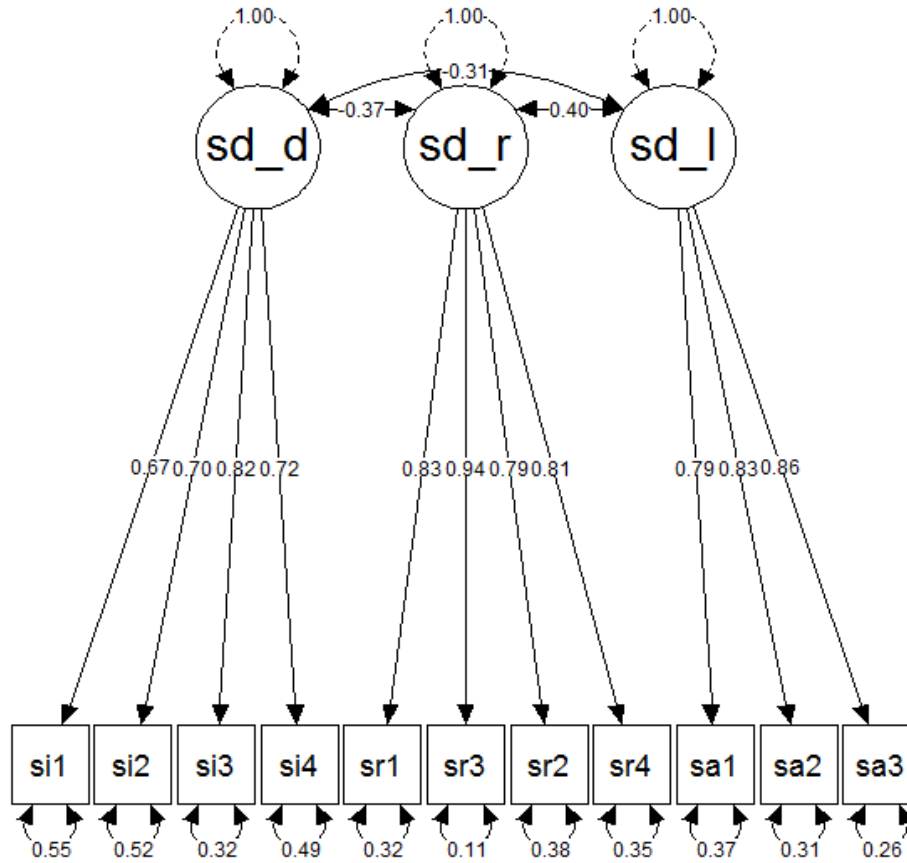 1.00 1.00 1.00
-0.31
-0.37 -0.40
sd_d sd_r sd_l
0.67 0.70 0.82 0.72 0.83 0.94 0.79 0.81 0.79 0.83 0.86
si1 si2 si3 si4 sr1 sr3 sr2 sr4 sa1 sa2 sa3
0.55 0.52 0.32 0.49 0.32 0.11 0.38 0.35 0.37 0.31 0.26